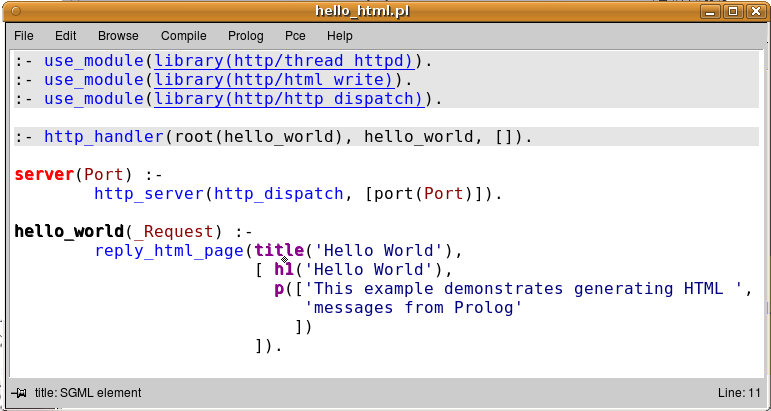 hello_html.pl
File Edit Browse Compile Prolog Pce Help
:- use_module(library(http/thread_httpd)).
:- use_module(library(http/html_write)).
:- use_module(library(http/http_dispatch)).
:- http_handler(root(hello_world), hello_world, []).
server(Port) :-
        http_server(http_dispatch, [port(Port)]).
hello_world(_Request) :-
        reply_html_page(title('Hello World'),
                        [ h1('Hello World'),
                          p(['This example demonstrates generating HTML ',
                             'messages from Prolog'
                            ])
                        ]).
title: SGML element Line: 11